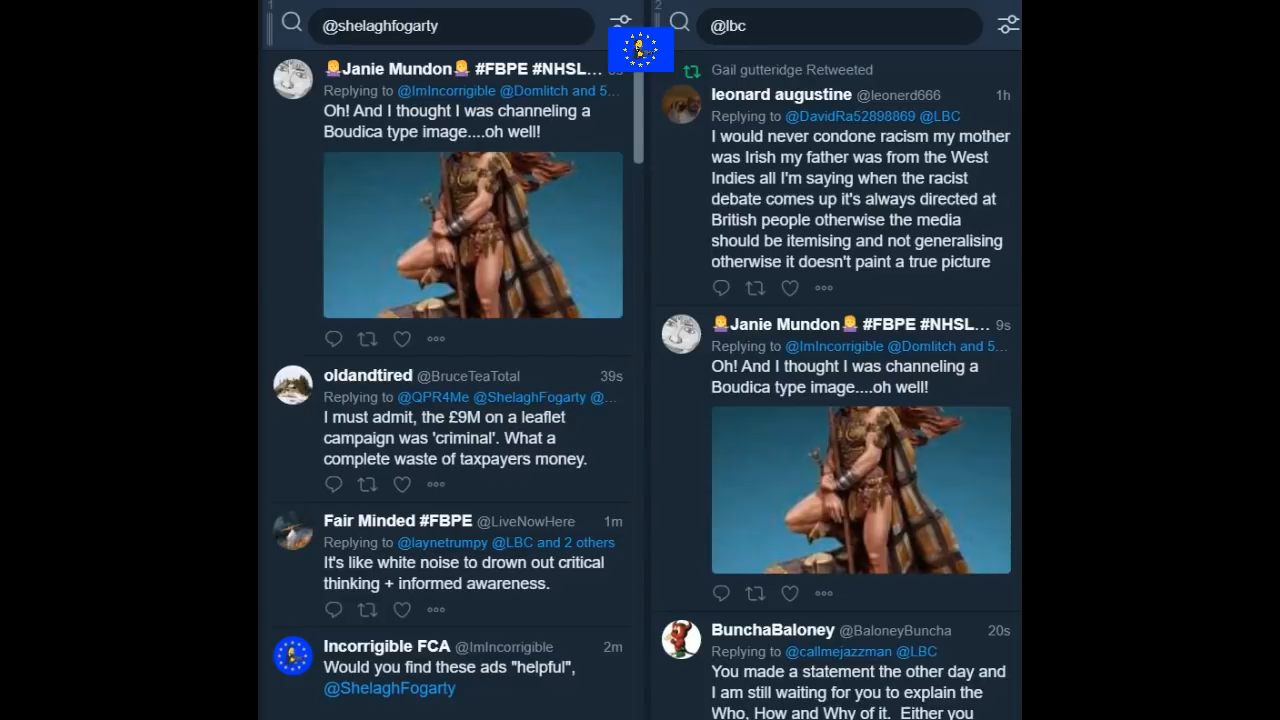 1
@shelaghfogarty
Janie Mundon #FBPE #NHSL...
Replying to @ImIncorrigible @Domlitch and 5...
Oh! And I thought I was channeling a
Boudica type image....oh well!
oldandtired @BruceTeaTotal 39s
Replying to @QPR4Me @ShelaghFogarty @...
I must admit, the £9M on a leaflet
campaign was 'criminal'. What a
complete waste of taxpayers money.
Fair Minded #FBPE @LiveNowHere 1m
Replying to @laynetrumpy @LBC and 2 others
It's like white noise to drown out critical
thinking + informed awareness.
Incorrigible FCA @ImIncorrigible 2m
Would you find these ads "helpful",
@ShelaghFogarty
2
@lbc
Gail gutteridge Retweeted
leonard augustine @leonerd666 1h
Replying to @DavidRa52898869 @LBC
I would never condone racism my mother
was Irish my father was from the West
Indies all I'm saying when the racist
debate comes up it's always directed at
British people otherwise the media
should be itemising and not generalising
otherwise it doesn't paint a true picture
Janie Mundon #FBPE #NHSL... 9s
Replying to @ImIncorrigible @Domlitch and 5...
Oh! And I thought I was channeling a
Boudica type image....oh well!
BunchaBaloney @BaloneyBuncha 20s
Replying to @callmejazzman @LBC
You made a statement the other day and
I am still waiting for you to explain the
Who, How and Why of it. Either you